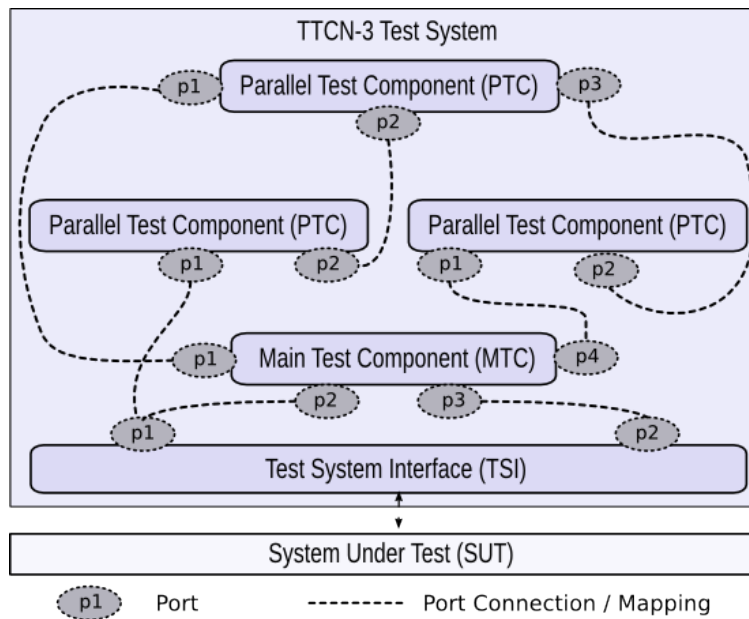 TTCN-3 Test System
p1
Parallel Test Component (PTC)
p3
p2
Parallel Test Component (PTC)
Parallel Test Component (PTC)
p1
p2
p1
p2
p1
Main Test Component (MTC)
p4
p2
p3
p1
p2
Test System Interface (TSI)
System Under Test (SUT)
p1 Port
Port Connection / Mapping